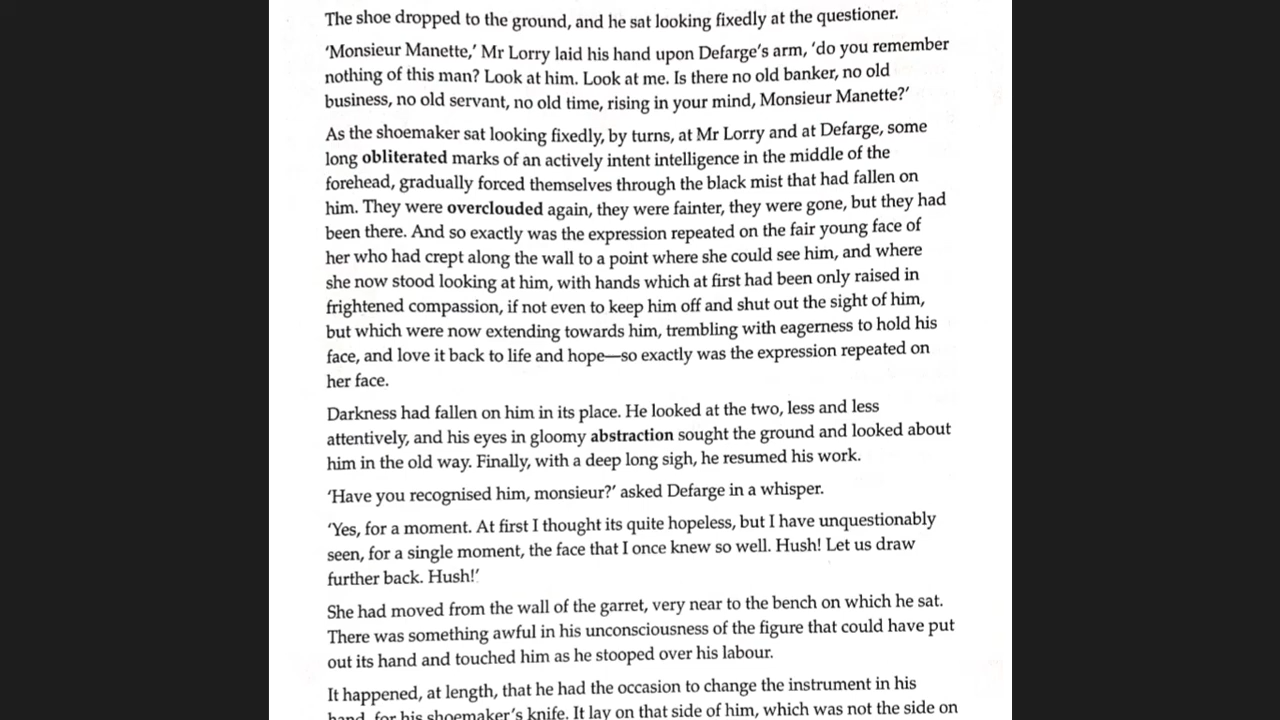 The shoe dropped to the ground, and he sat looking fixedly at the questioner.
‘Monsieur Manette,’ Mr Lorry laid his hand upon Defarge’s arm, ‘do you remember
nothing of this man? Look at him. Look at me. Is there no old banker, no old
business, no old servant, no old time, rising in your mind, Monsieur Manette?’
As the shoemaker sat looking fixedly, by turns, at Mr Lorry and at Defarge, some
long obliterated marks of an actively intent intelligence in the middle of the
forehead, gradually forced themselves through the black mist that had fallen on
him. They were overclouded again, they were fainter, they were gone, but they had
been there. And so exactly was the expression repeated on the fair young face of
her who had crept along the wall to a point where she could see him, and where
she now stood looking at him, with hands which at first had been only raised in
frightened compassion, if not even to keep him off and shut out the sight of him,
but which were now extending towards him, trembling with eagerness to hold his
face, and love it back to life and hope—so exactly was the expression repeated on
her face.
Darkness had fallen on him in its place. He looked at the two, less and less
attentively, and his eyes in gloomy abstraction sought the ground and looked about
him in the old way. Finally, with a deep long sigh, he resumed his work.
‘Have you recognised him, monsieur?’ asked Defarge in a whisper.
‘Yes, for a moment. At first I thought its quite hopeless, but I have unquestionably
seen, for a single moment, the face that I once knew so well. Hush! Let us draw
further back. Hush!’
She had moved from the wall of the garret, very near to the bench on which he sat.
There was something awful in his unconsciousness of the figure that could have put
out its hand and touched him as he stooped over his labour.
It happened, at length, that he had the occasion to change the instrument in his
hand, for his shoemaker’s knife. It lay on that side of him, which was not the side on